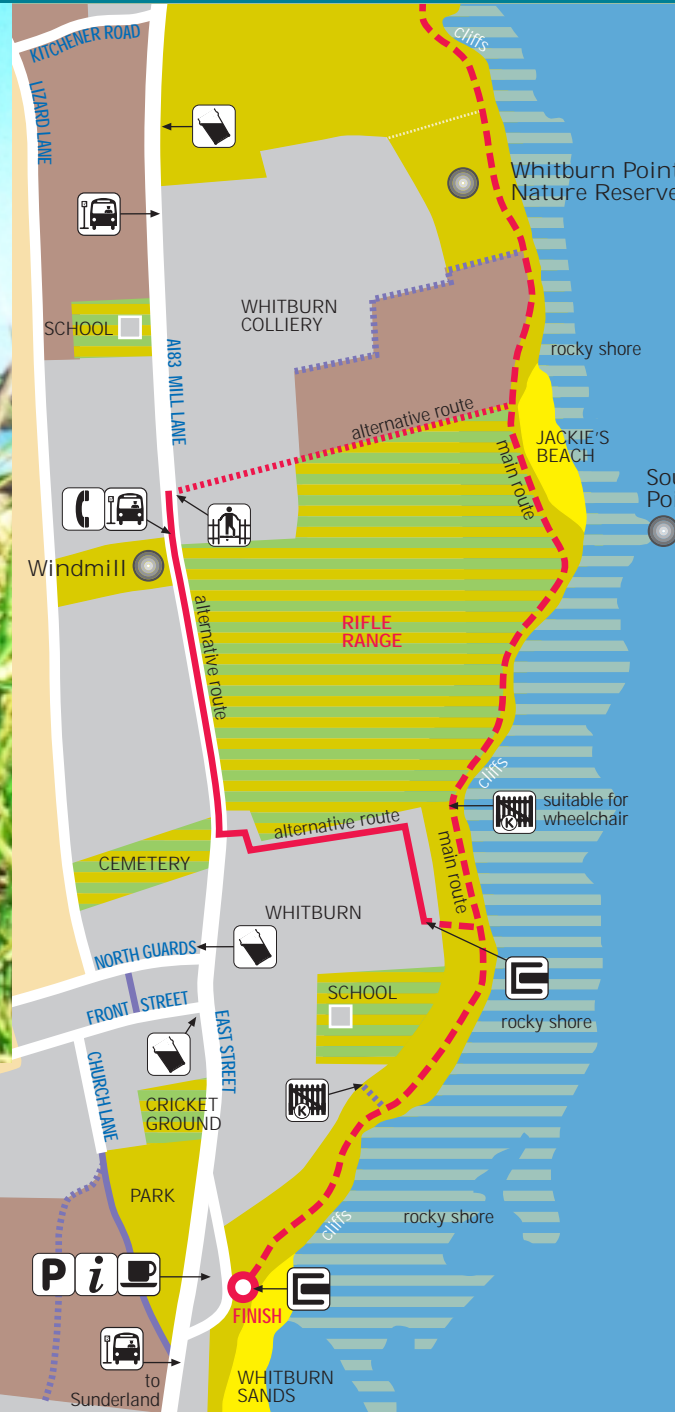 KITCHENER ROAD
cliffs
LIZARD LANE
Whitburn Point
Nature Reserve
WHITBURN
COLLIERY
SCHOOL
A183 MILL LANE
rocky shore
alternative route
JACKIE'S
BEACH
main route
Windmill
alternative route
RIFLE
RANGE
cliffs
K
suitable for
wheelchair
alternative route
main route
CEMETERY
WHITBURN
NORTH GUARDS
SCHOOL
FRONT STREET
rocky shore
EAST STREET
K
CHURCH LANE
CRICKET
GROUND
PARK
rocky shore
cliffs
P i
FINISH
to
Sunderland
WHITBURN
SANDS